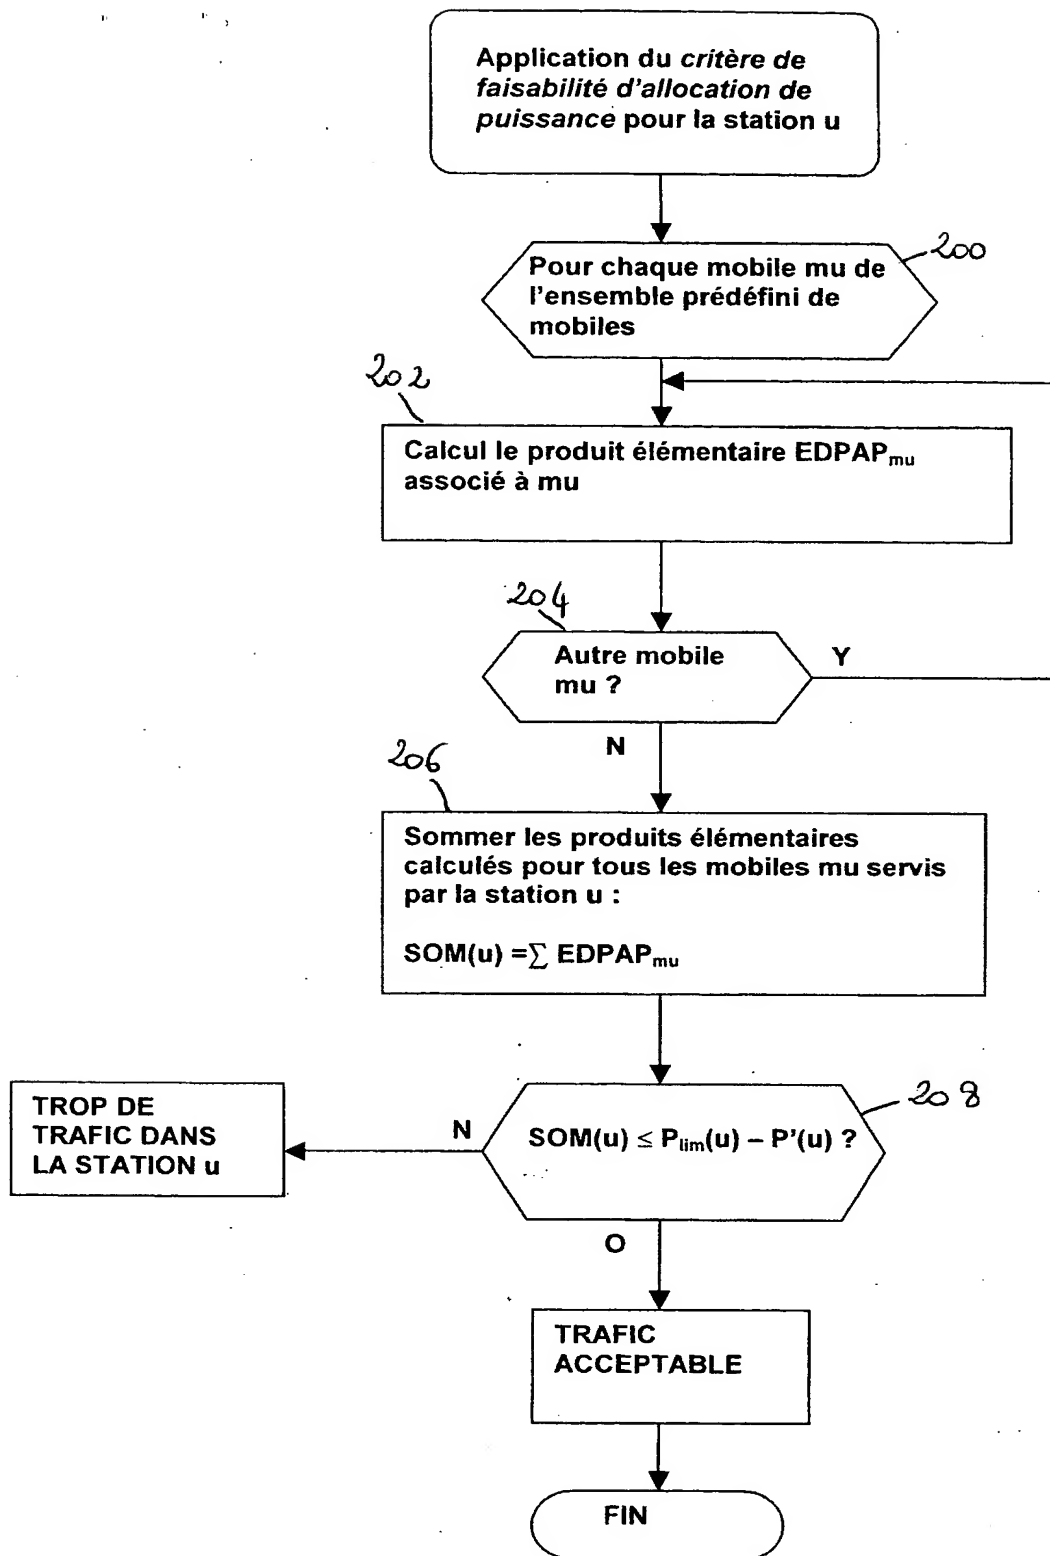 Application du critère de
faisabilité d'allocation de
puissance pour la station u
200
Pour chaque mobile mu de
l'ensemble prédéfini de
mobiles
202
Calcul le produit élémentaire EDPAPmu
associé à mu
204
Autre mobile
mu ?
Y
N
206
Sommer les produits élémentaires
calculés pour tous les mobiles mu servis
par la station u :
SOM(u) =∑ EDPAPmu
208
SOM(u) ≤ Plim(u) – P'(u) ?
N
TROP DE
TRAFIC DANS
LA STATION u
O
TRAFIC
ACCEPTABLE
FIN